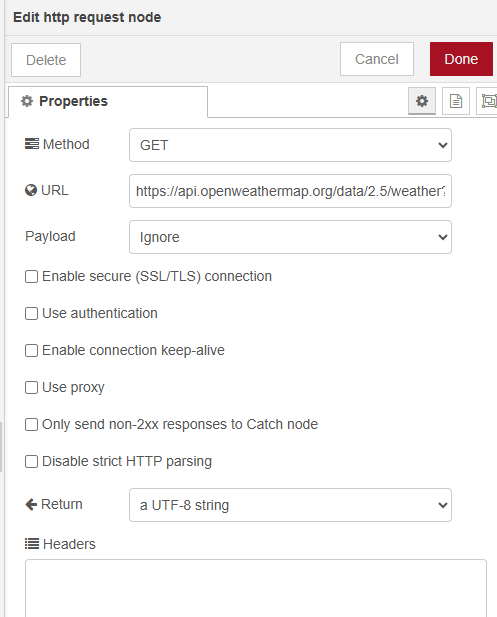 Edit http request node
Delete
Cancel
Done
Properties
Method
GET
URL
https://api.openweathermap.org/data/2.5/weather?
Payload
Ignore
Enable secure (SSL/TLS) connection
Use authentication
Enable connection keep-alive
Use proxy
Only send non-2xx responses to Catch node
Disable strict HTTP parsing
Return
a UTF-8 string
Headers